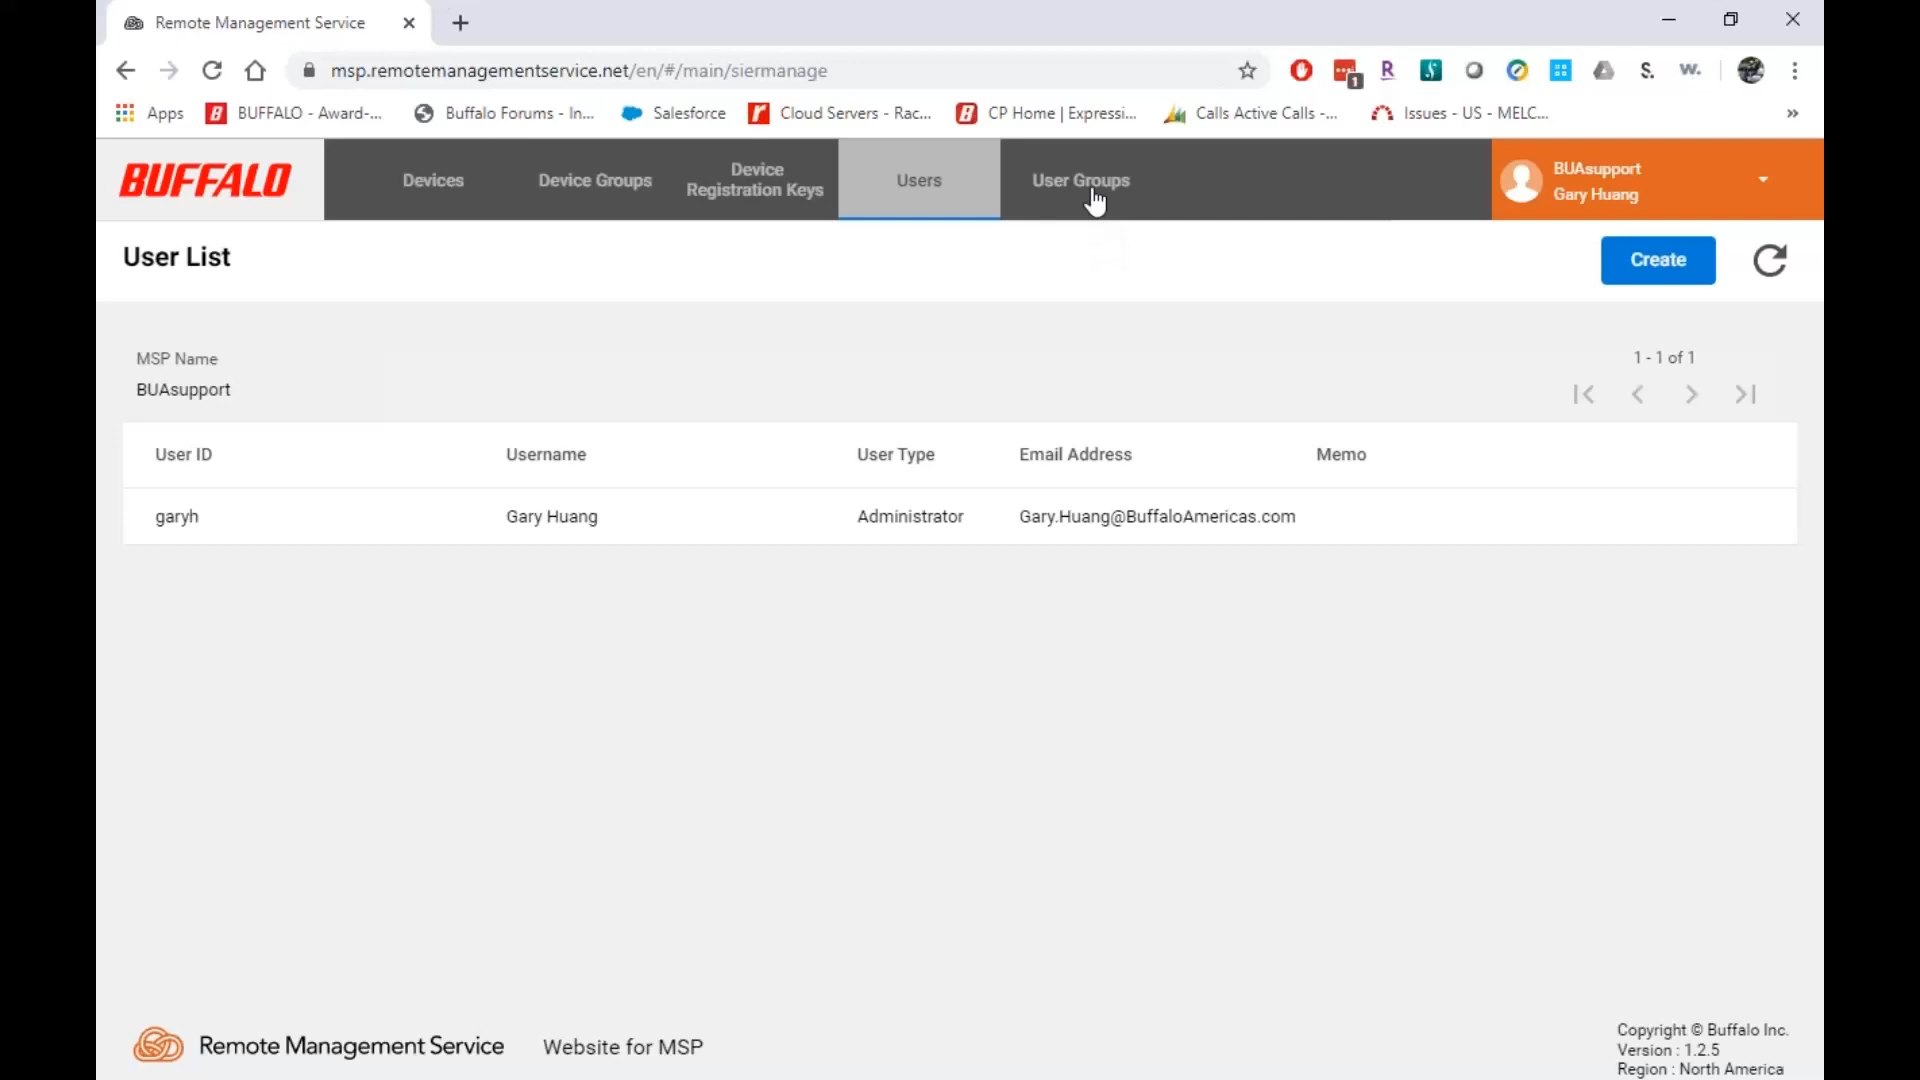 Remote Management Service
msp.remotemanagementservice.net/en/#/main/siermanage
1
R
S.
w.
Apps
BUFFALO - Award-...
Buffalo Forums - In...
Salesforce
Cloud Servers - Rac...
CP Home | Expressi...
Calls Active Calls -...
Issues - US - MELC...
»
BUFFALO
Devices
Device Groups
Device
Registration Keys
Users
User Groups
BUAsupport
Gary Huang
User List
Create
MSP Name
BUAsupport
1 - 1 of 1
User ID Username User Type Email Address Memo
garyh Gary Huang Administrator Gary.Huang@BuffaloAmericas.com
Remote Management Service
Website for MSP
Copyright © Buffalo Inc.
Version : 1.2.5
Region : North America